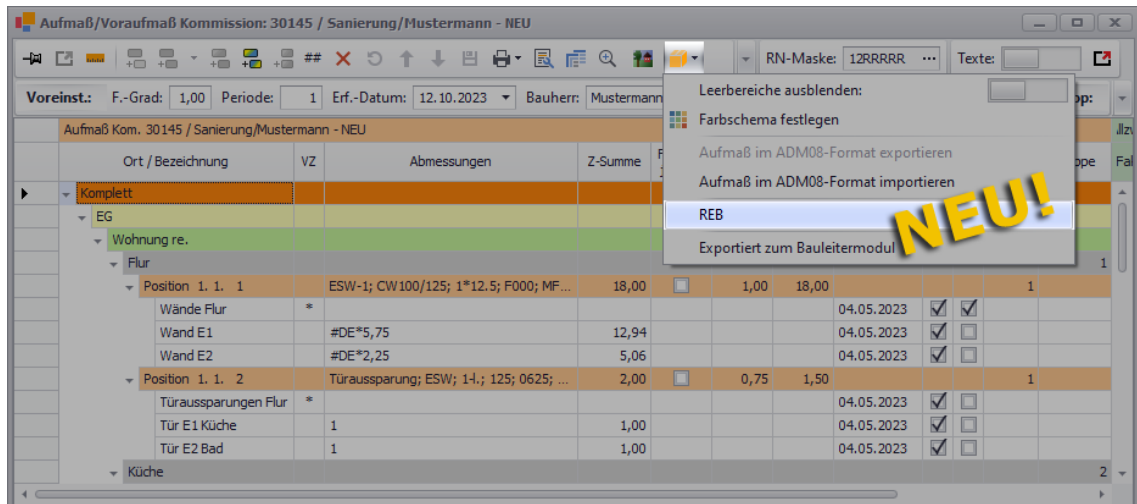 Aufmaß/Voraufmaß Kommission: 30145 / Sanierung/Mustermann - NEU
## RN-Maske: 12RRRRR ··· Texte:
Voreinst.: F.-Grad: 1,00 Periode: 1 Erf.-Datum: 12.10.2023 Bauherr: Mustermann
Leerbereiche ausblenden:
Farbschema festlegen
Aufmaß im ADM08-Format exportieren
Aufmaß im ADM08-Format importieren
REB
NEU!
Exportiert zum Bauleitermodul
Aufmaß Kom. 30145 / Sanierung/Mustermann - NEU
Ort / Bezeichnung VZ Abmessungen Z-Summe
Komplett
EG
Wohnung re.
Flur 1
Position 1. 1. 1 ESW-1; CW100/125; 1*12.5; F000; MF... 18,00 1,00 18,00 1
Wände Flur * 04.05.2023
Wand E1 #DE*5,75 12,94 04.05.2023
Wand E2 #DE*2,25 5,06 04.05.2023
Position 1. 1. 2 Türaussparung; ESW; 1-l.; 125; 0625; ... 2,00 0,75 1,50 1
Türaussparungen Flur * 04.05.2023
Tür E1 Küche 1 1,00 04.05.2023
Tür E2 Bad 1 1,00 04.05.2023
Küche 2